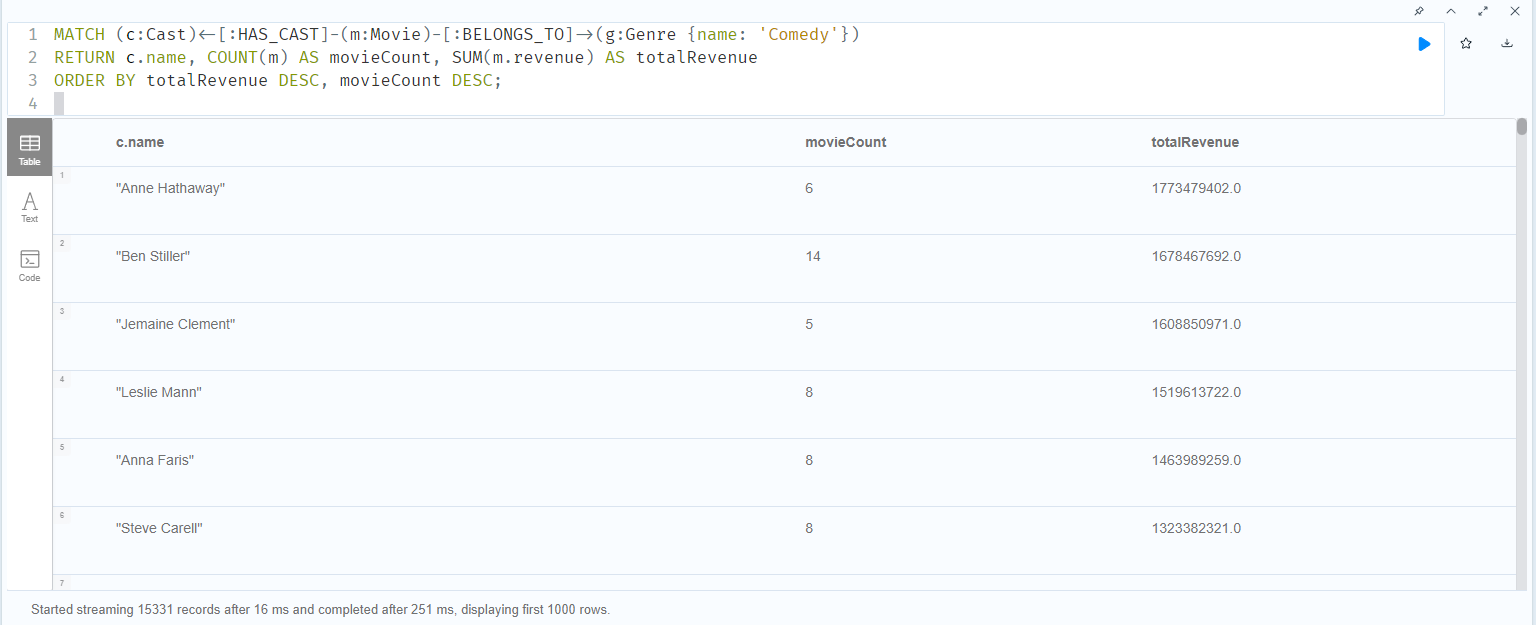 1 MATCH (c:Cast)<-[:HAS_CAST]-(m:Movie)-[:BELONGS_TO]->(g:Genre {name: 'Comedy'})
2 RETURN c.name, COUNT(m) AS movieCount, SUM(m.revenue) AS totalRevenue
3 ORDER BY totalRevenue DESC, movieCount DESC;
4
Table
Text
Code
c.name movieCount totalRevenue
1 "Anne Hathaway" 6 1773479402.0
2 "Ben Stiller" 14 1678467692.0
3 "Jemaine Clement" 5 1608850971.0
4 "Leslie Mann" 8 1519613722.0
5 "Anna Faris" 8 1463989259.0
6 "Steve Carell" 8 1323382321.0
7
Started streaming 15331 records after 16 ms and completed after 251 ms, displaying first 1000 rows.